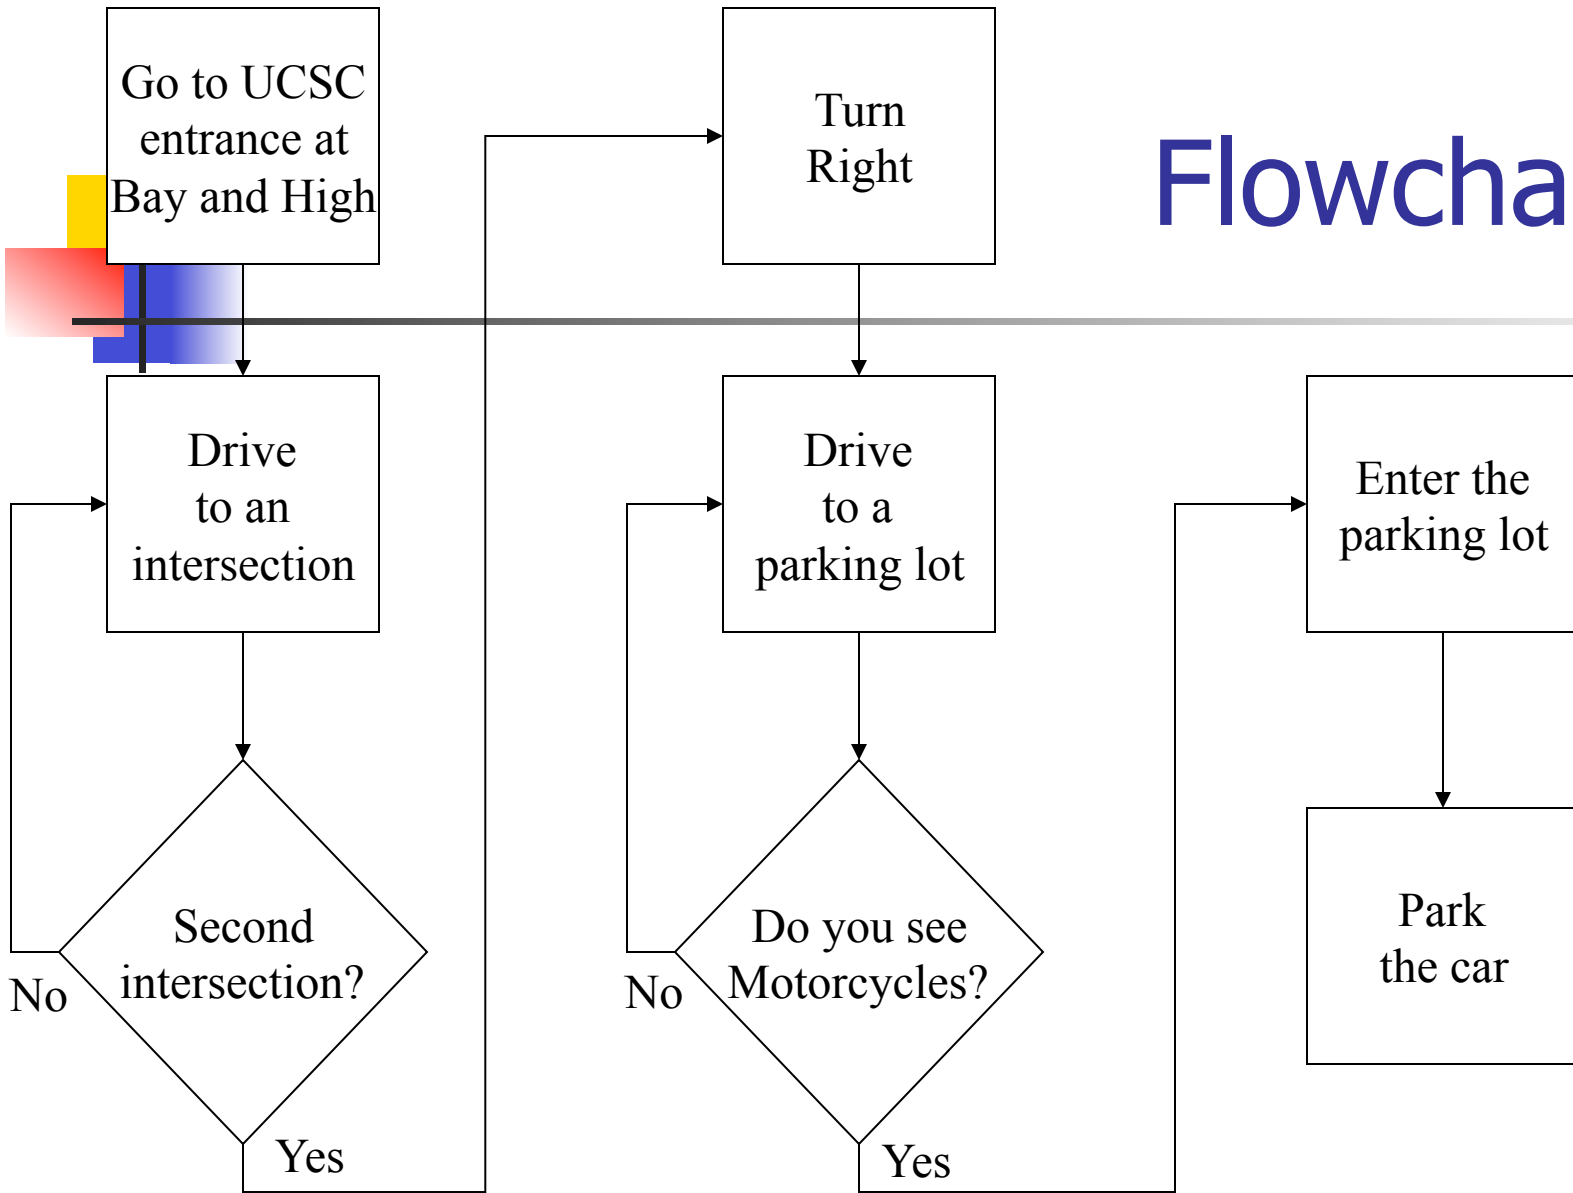 Go to UCSC
entrance at
Bay and High
Turn
Right
Flowcha
Drive
to an
intersection
Drive
to a
parking lot
Enter the
parking lot
Second
intersection?
No
Yes
Do you see
Motorcycles?
No
Yes
Park
the car